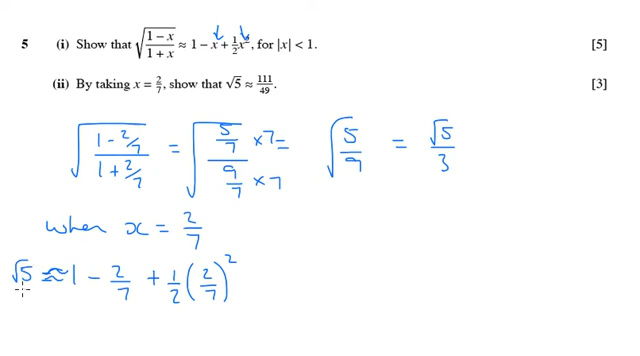 5 (i) Show that √((1 − x)/(1 + x)) ≈ 1 − x + ½x², for |x| < 1. [5]
(ii) By taking x = 2/7, show that √5 ≈ 111/49. [3]
√((1 − 2/7)/(1 + 2/7)) = √((5/7 ×7)/(9/7 ×7)) = √(5/9) = √5/3
when x = 2/7
√5 ≈ 1 − 2/7 + 1/2 (2/7)²